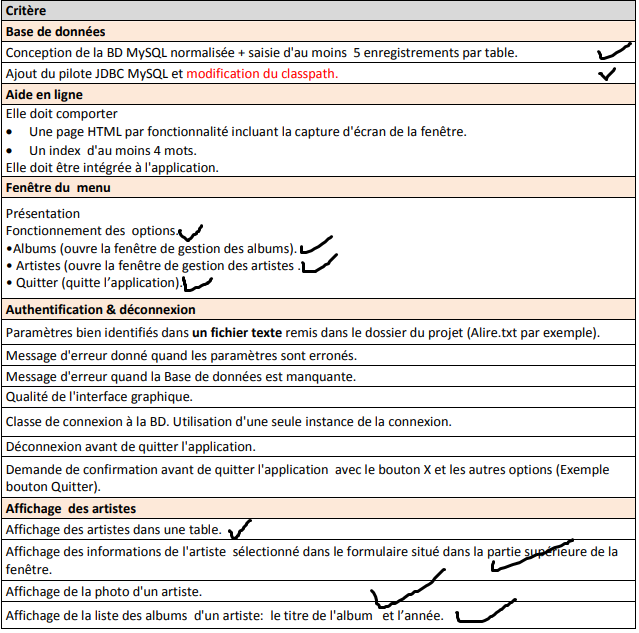 Critère
Base de données
Conception de la BD MySQL normalisée + saisie d'au moins 5 enregistrements par table.
Ajout du pilote JDBC MySQL et modification du classpath.
Aide en ligne
Elle doit comporter
• Une page HTML par fonctionnalité incluant la capture d'écran de la fenêtre.
• Un index d'au moins 4 mots.
Elle doit être intégrée à l'application.
Fenêtre du menu
Présentation
Fonctionnement des options.
•Albums (ouvre la fenêtre de gestion des albums).
• Artistes (ouvre la fenêtre de gestion des artistes .
• Quitter (quitte l'application).
Authentification & déconnexion
Paramètres bien identifiés dans un fichier texte remis dans le dossier du projet (Alire.txt par exemple).
Message d'erreur donné quand les paramètres sont erronés.
Message d'erreur quand la Base de données est manquante.
Qualité de l'interface graphique.
Classe de connexion à la BD. Utilisation d'une seule instance de la connexion.
Déconnexion avant de quitter l'application.
Demande de confirmation avant de quitter l'application avec le bouton X et les autres options (Exemple
bouton Quitter).
Affichage des artistes
Affichage des artistes dans une table.
Affichage des informations de l'artiste sélectionné dans le formulaire situé dans la partie supérieure de la
fenêtre.
Affichage de la photo d'un artiste.
Affichage de la liste des albums d'un artiste: le titre de l'album et l'année.